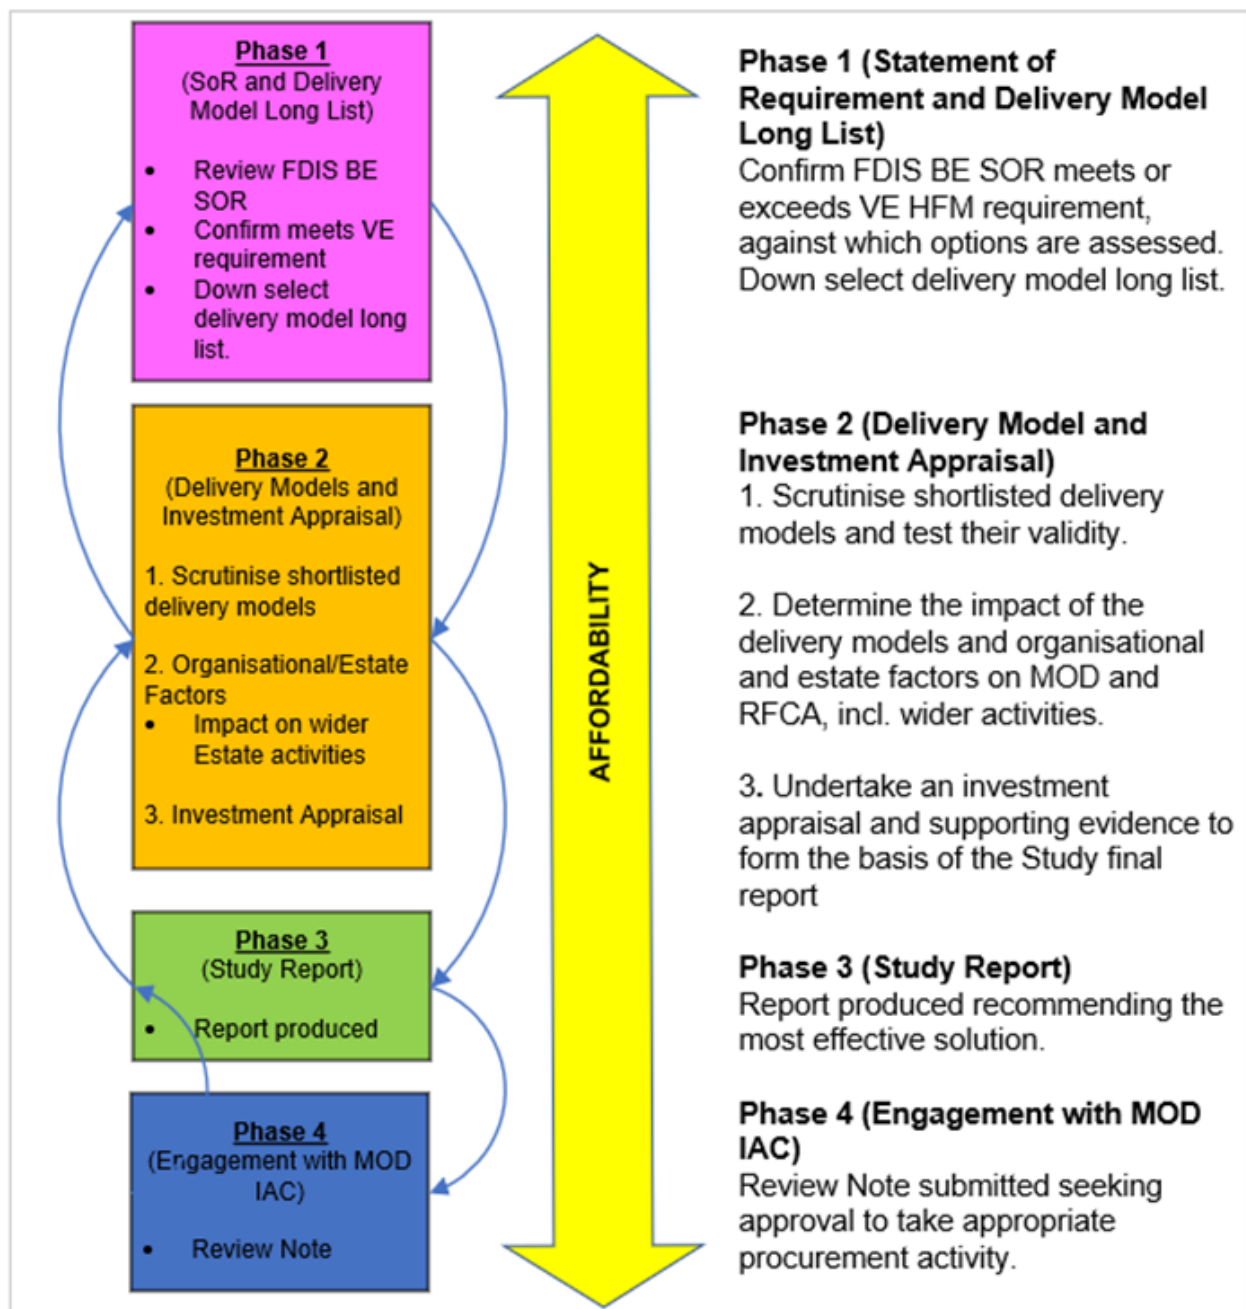 Phase 1
(SoR and Delivery
Model Long List)
• Review FDIS BE
SOR
• Confirm meets VE
requirement
• Down select
delivery model long
list.
Phase 2
(Delivery Models and
Investment Appraisal)
1. Scrutinise shortlisted
delivery models
2. Organisational/Estate
Factors
• Impact on wider
Estate activities
3. Investment Appraisal
Phase 3
(Study Report)
• Report produced
Phase 4
(Engagement with MOD
IAC)
• Review Note
AFFORDABILITY
Phase 1 (Statement of
Requirement and Delivery Model
Long List)
Confirm FDIS BE SOR meets or
exceeds VE HFM requirement,
against which options are assessed.
Down select delivery model long list.
Phase 2 (Delivery Model and
Investment Appraisal)
1. Scrutinise shortlisted delivery
models and test their validity.
2. Determine the impact of the
delivery models and organisational
and estate factors on MOD and
RFCA, incl. wider activities.
3. Undertake an investment
appraisal and supporting evidence to
form the basis of the Study final
report
Phase 3 (Study Report)
Report produced recommending the
most effective solution.
Phase 4 (Engagement with MOD
IAC)
Review Note submitted seeking
approval to take appropriate
procurement activity.